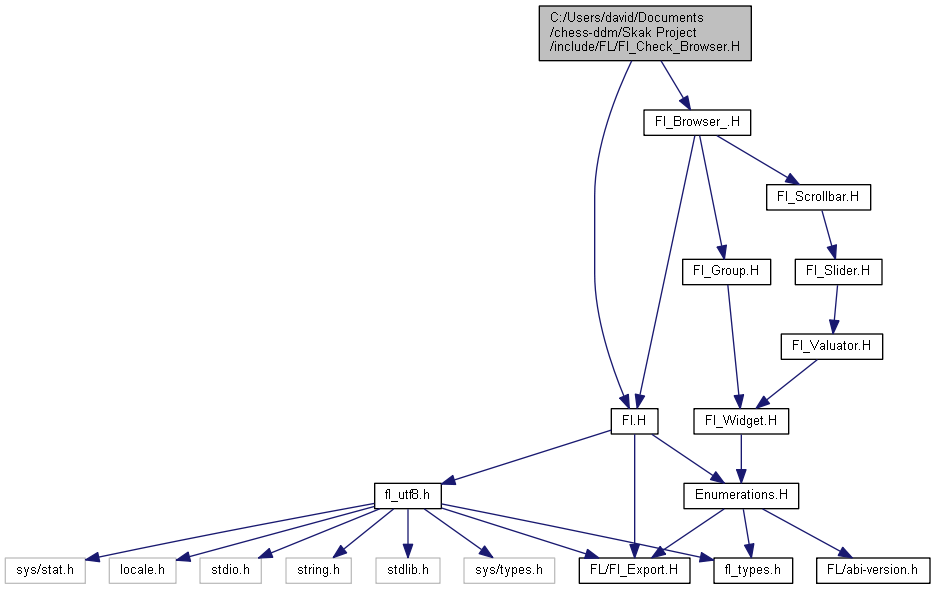 C:/Users/david/Documents
/chess-ddm/Skak Project
/include/FL/Fl_Check_Browser.H
Fl_Browser_.H
Fl_Scrollbar.H
Fl_Group.H
Fl_Slider.H
Fl_Valuator.H
Fl.H
Fl_Widget.H
fl_utf8.h
Enumerations.H
sys/stat.h
locale.h
stdio.h
string.h
stdlib.h
sys/types.h
FL/Fl_Export.H
fl_types.h
FL/abi-version.h